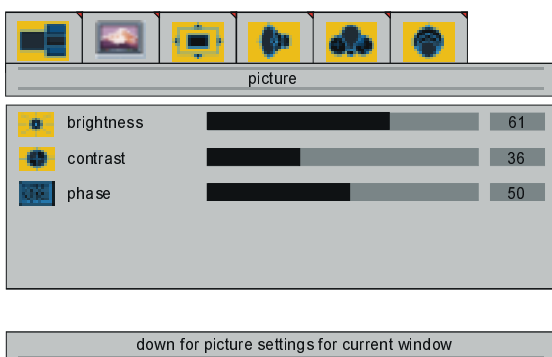 picture
brightness 61
contrast 36
phase 50
down for picture settings for current window